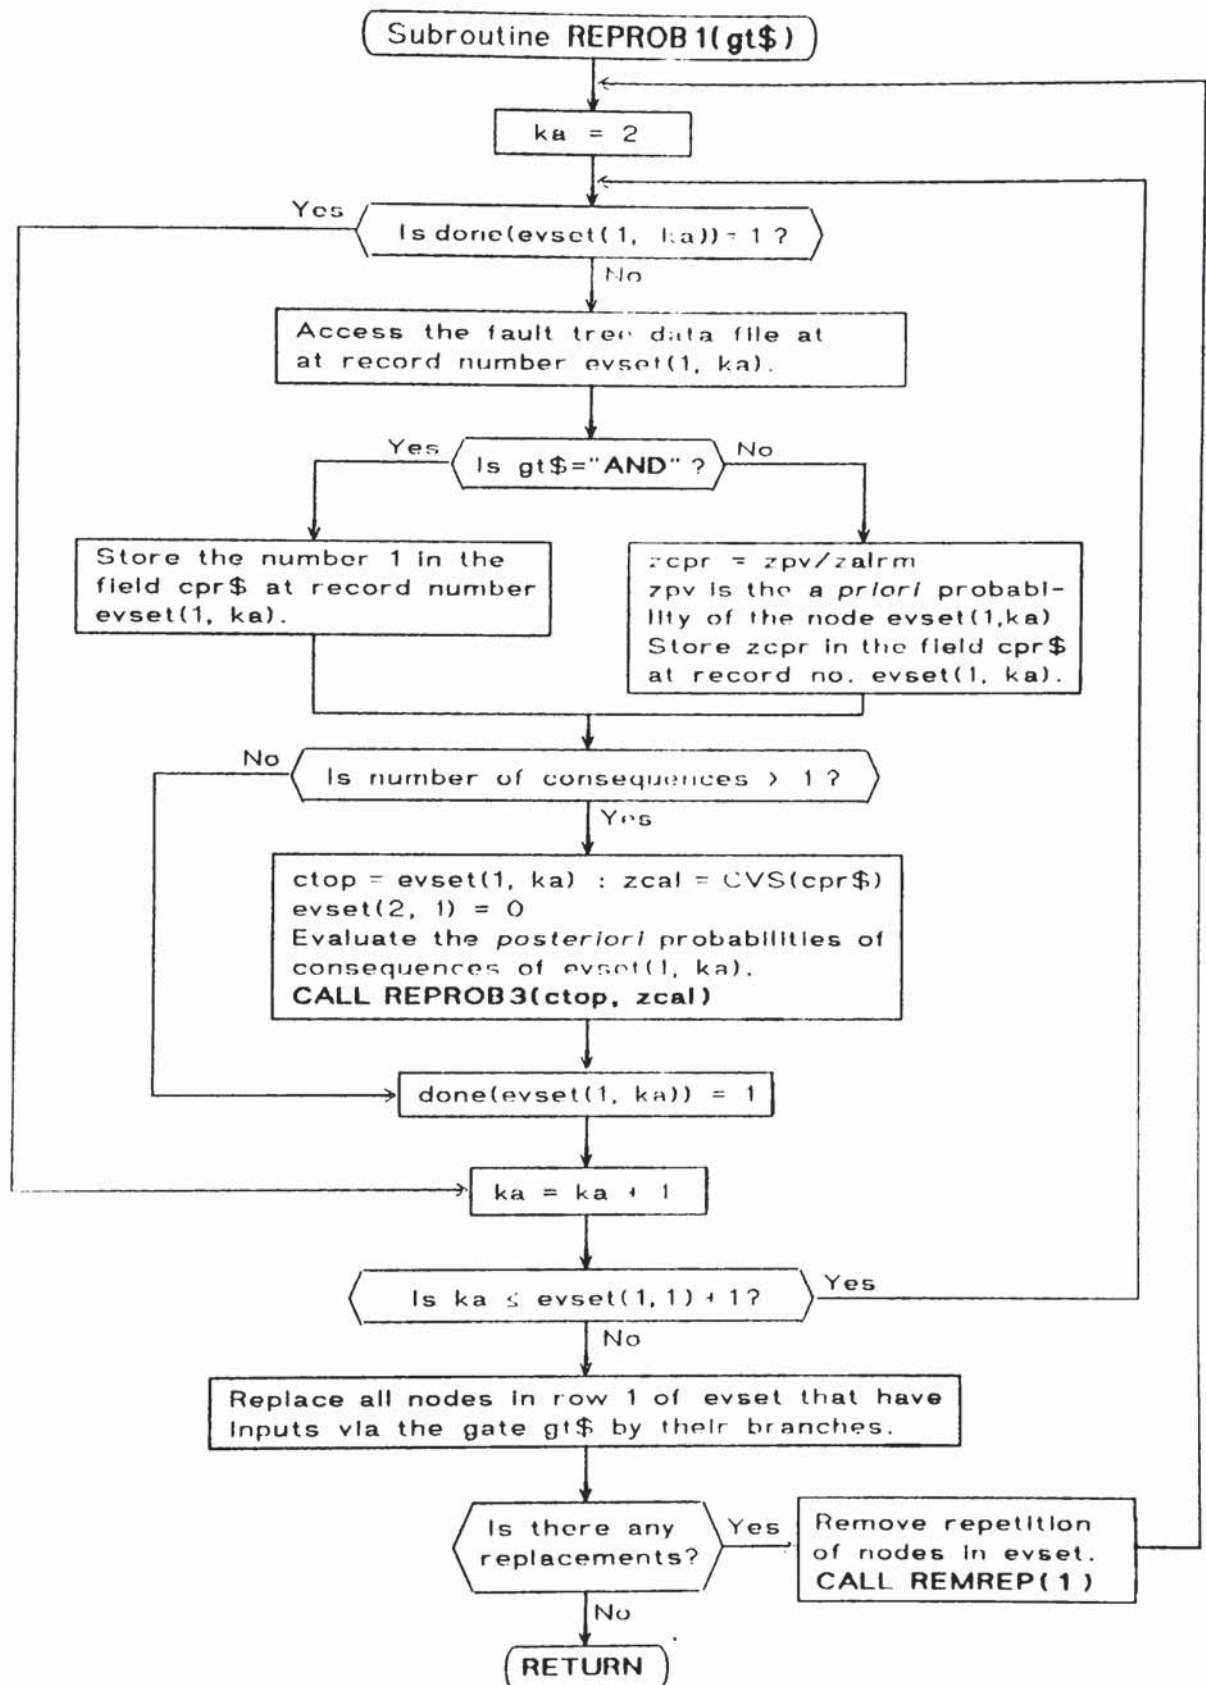 Subroutine REPROB1(gt$)
ka = 2
Yes
Is done(evset(1, ka)) = 1 ?
No
Access the fault tree data file at
at record number evset(1, ka).
Yes
Is gt$="AND" ?
No
Store the number 1 in the
field cpr$ at record number
evset(1, ka).
zcpr = zpv/zalrm
zpv is the a priori probabi-
lity of the node evset(1,ka)
Store zcpr in the field cpr$
at record no. evset(1, ka).
No
Is number of consequences > 1 ?
Yes
ctop = evset(1, ka) : zcal = CVS(cpr$)
evset(2, 1) = 0
Evaluate the posteriori probabilities of
consequences of evset(1, ka).
CALL REPROB3(ctop, zcal)
done(evset(1, ka)) = 1
ka = ka + 1
Is ka ≤ evset(1,1) + 1?
Yes
No
Replace all nodes in row 1 of evset that have
inputs via the gate gt$ by their branches.
Is there any
replacements?
Yes
Remove repetition
of nodes in evset.
CALL REMREP(1)
No
RETURN